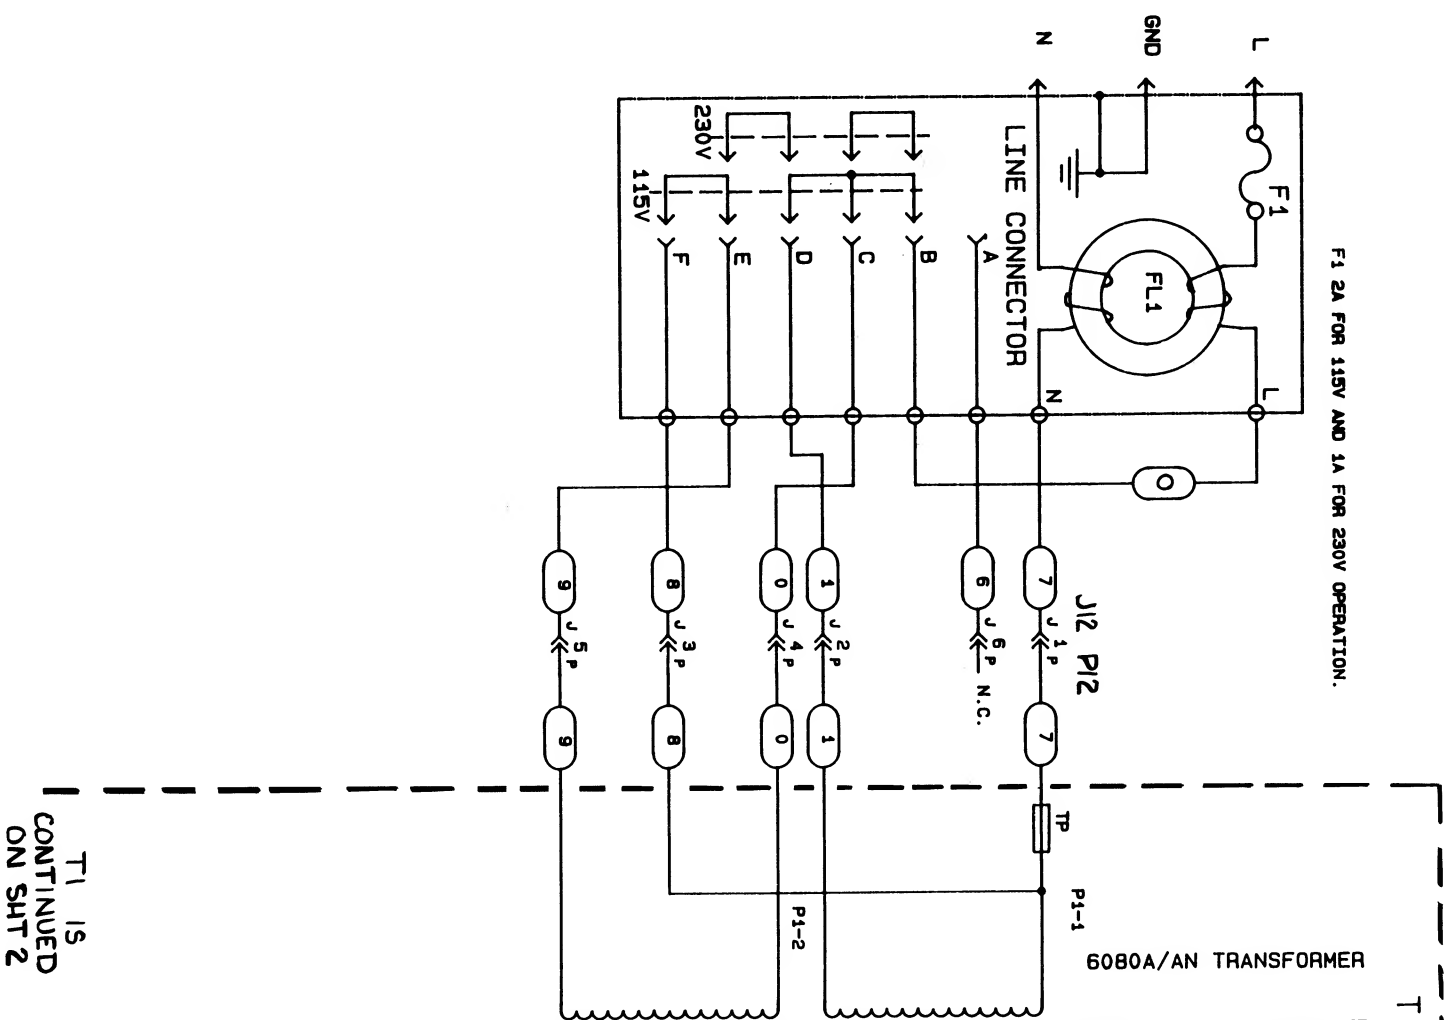 L
GND
N
F1
F1 2A FOR 115V AND 1A FOR 230V OPERATION.
FL1
LINE CONNECTOR
230V
115V
A
B
C
D
E
F
L
N
0
7
6
1
0
8
9
J12 P12
J 1 P
J 6 P N.C.
J 2 P
J 4 P
J 3 P
J 5 P
7
1
0
8
9
TP
P1-1
P1-2
6080A/AN TRANSFORMER
T
T1 IS
CONTINUED
ON SHT 2